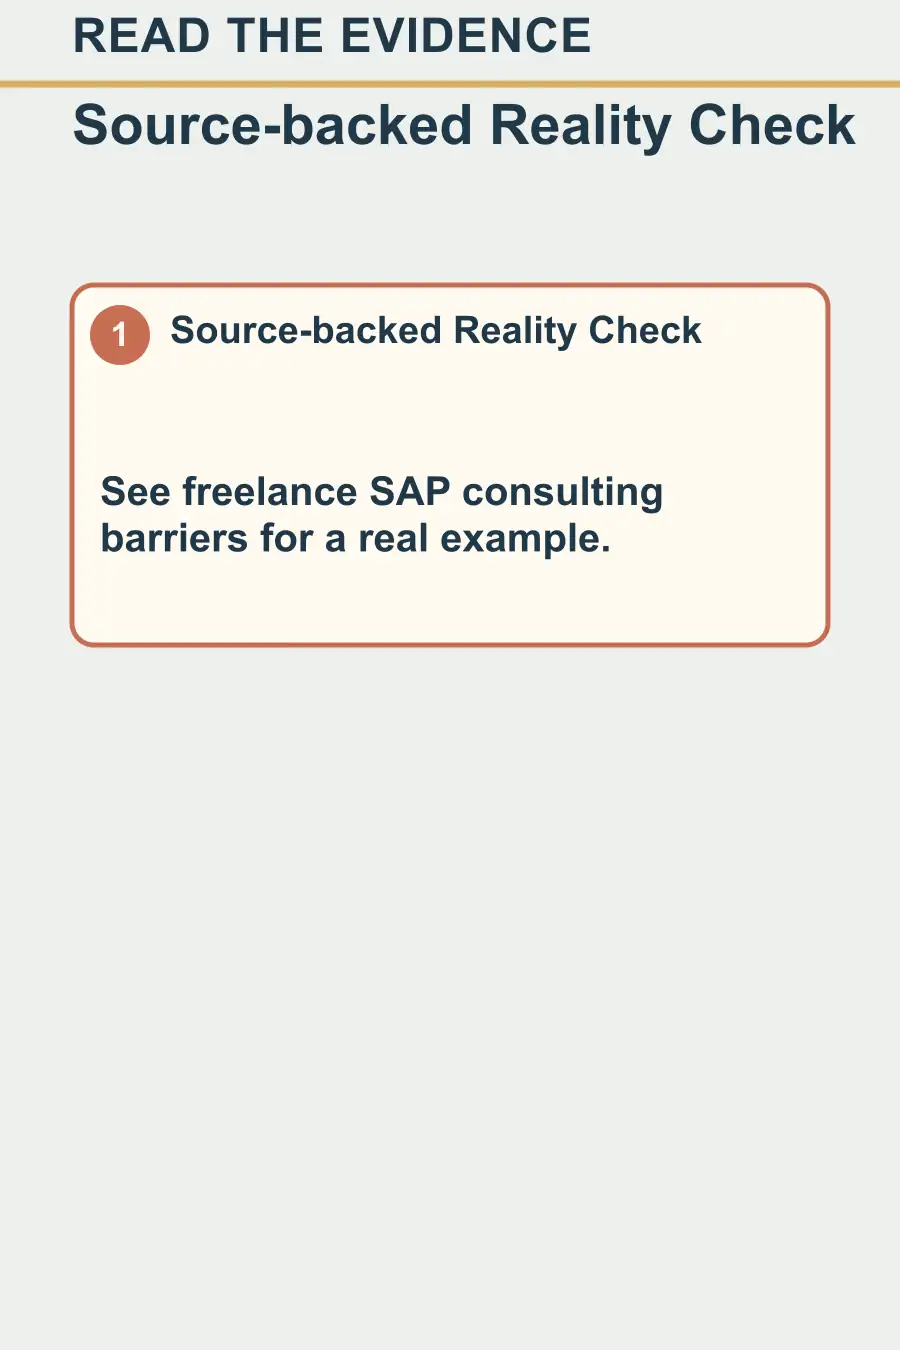 READ THE EVIDENCE
Source-backed Reality Check
1 Source-backed Reality Check
See freelance SAP consulting
barriers for a real example.